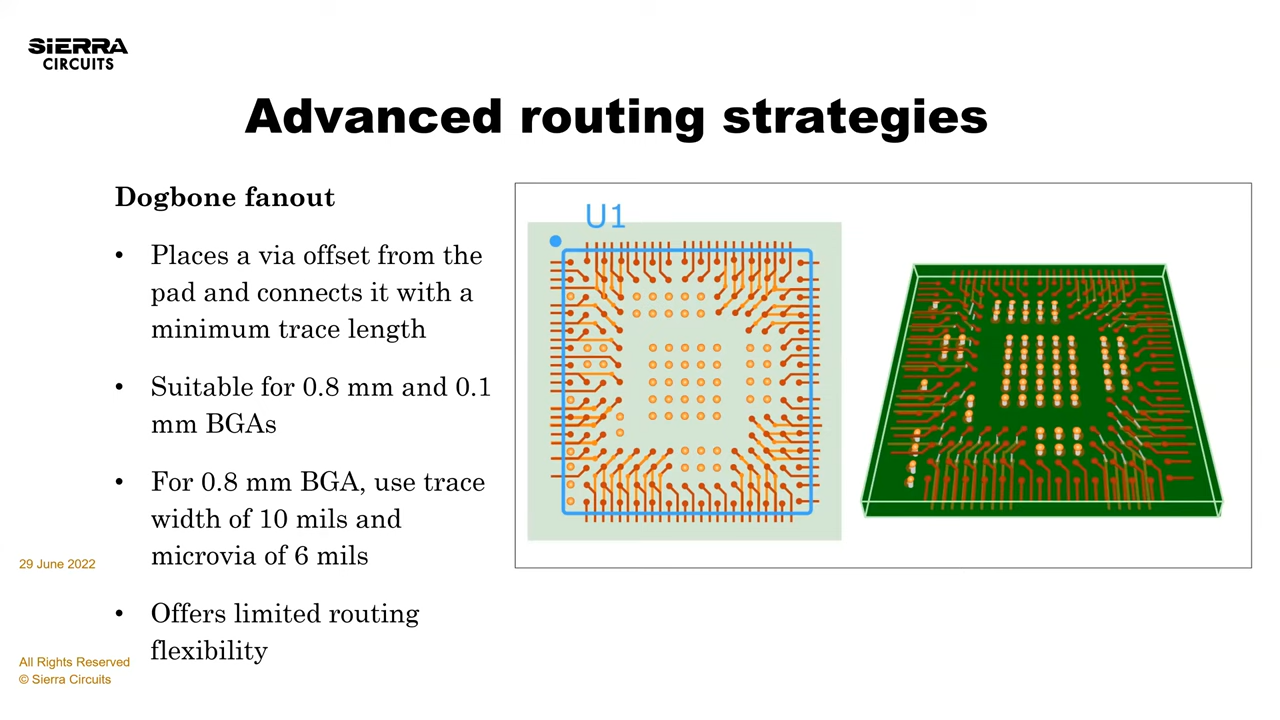 SIERRA
CIRCUITS
Advanced routing strategies
Dogbone fanout
• Places a via offset from the
pad and connects it with a
minimum trace length
• Suitable for 0.8 mm and 0.1
mm BGAs
• For 0.8 mm BGA, use trace
width of 10 mils and
microvia of 6 mils
• Offers limited routing
flexibility
U1
29 June 2022
All Rights Reserved
© Sierra Circuits